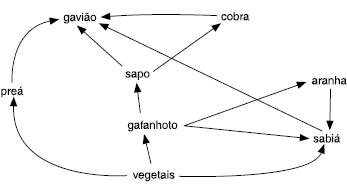 gavião cobra
sapo
aranha
preá
gafanhoto
sabiá
vegetais